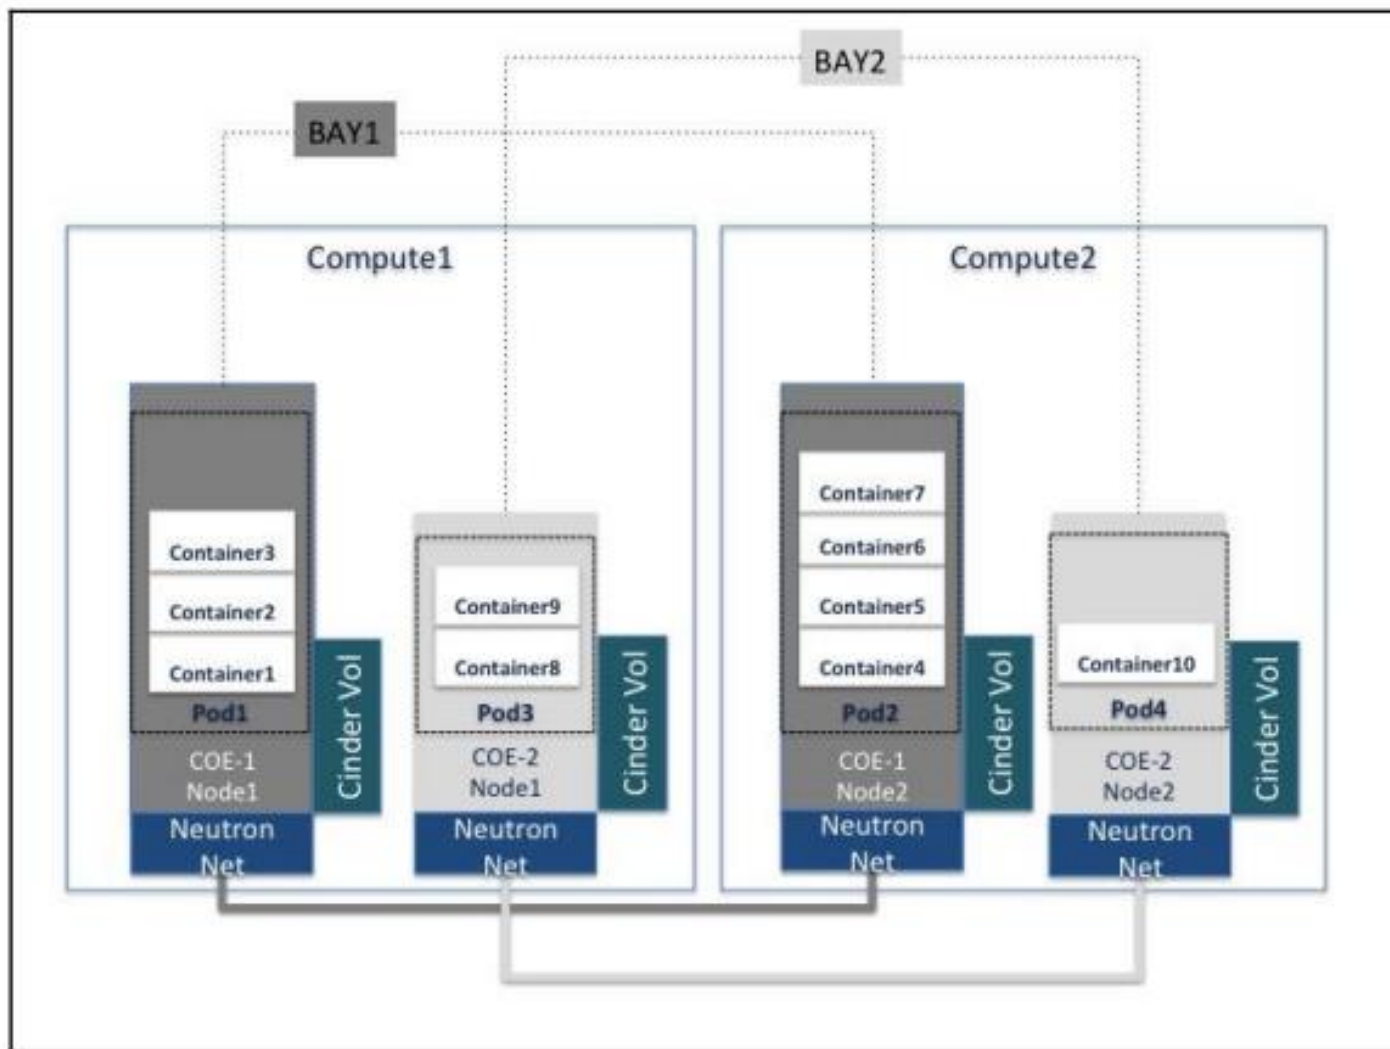 BAY2
BAY1
Compute1
Container3
Container2
Container1
Pod1
COE-1
Node1
Cinder Vol
Neutron
Net
Container9
Container8
Pod3
COE-2
Node1
Cinder Vol
Neutron
Net
Compute2
Container7
Container6
Container5
Container4
Pod2
COE-1
Node2
Cinder Vol
Neutron
Net
Container10
Pod4
COE-2
Node2
Cinder Vol
Neutron
Net